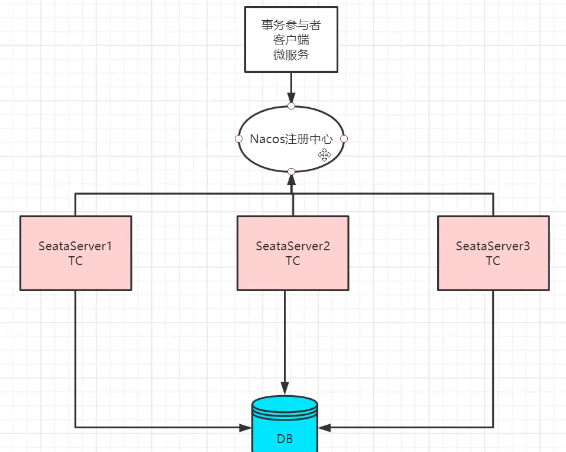 事务参与者
客户端
微服务
Nacos注册中心
SeataServer1
TC
SeataServer2
TC
SeataServer3
TC
DB